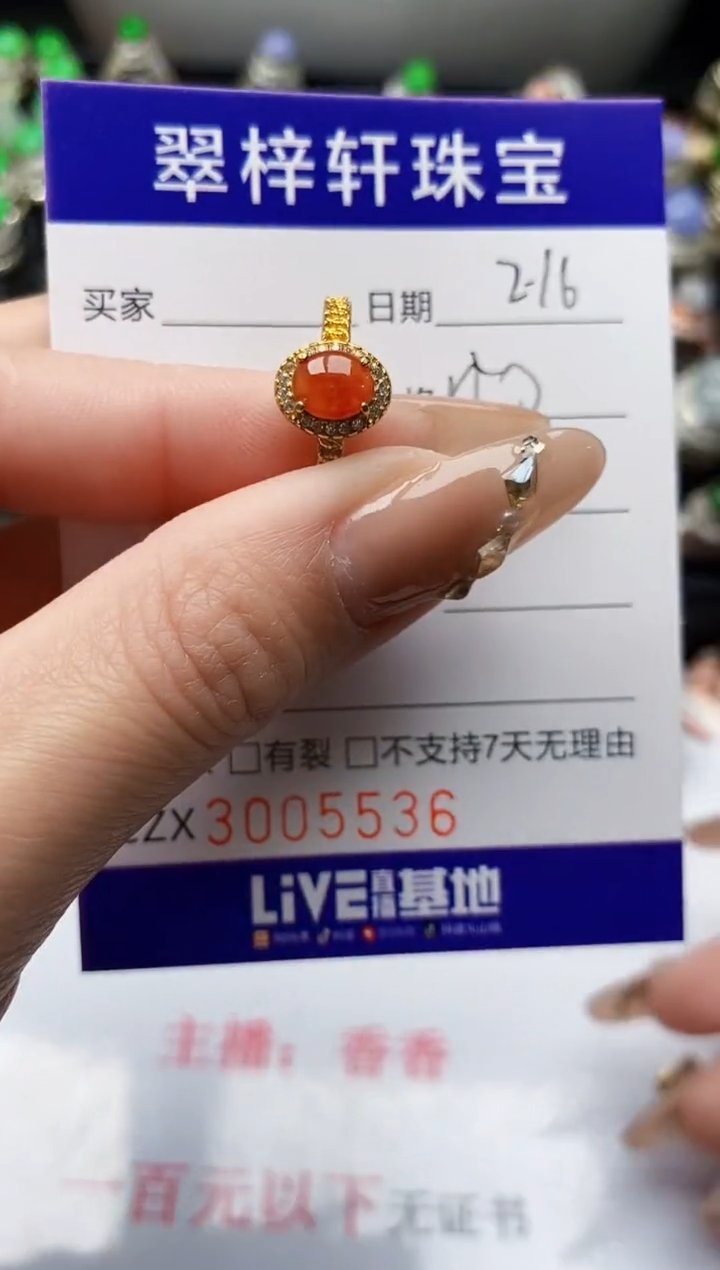 翠梓轩珠宝
买家 日期 2-16
□有裂 □不支持7天无理由
ZX 3005536
LiVE直播基地
主播：香香
一百元以下无证书